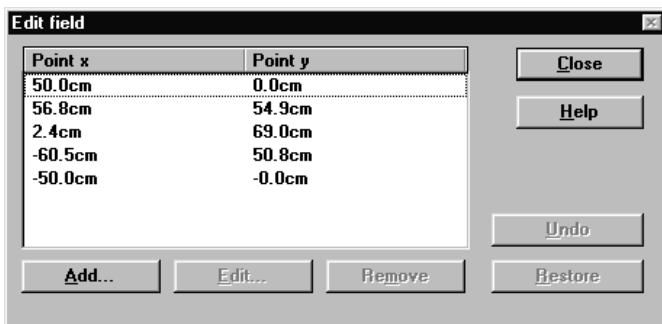 Edit field
Point x Point y
50.0cm 0.0cm
56.8cm 54.9cm
2.4cm 69.0cm
-60.5cm 50.8cm
-50.0cm -0.0cm
Close
Help
Undo
Add... Edit... Remove Restore